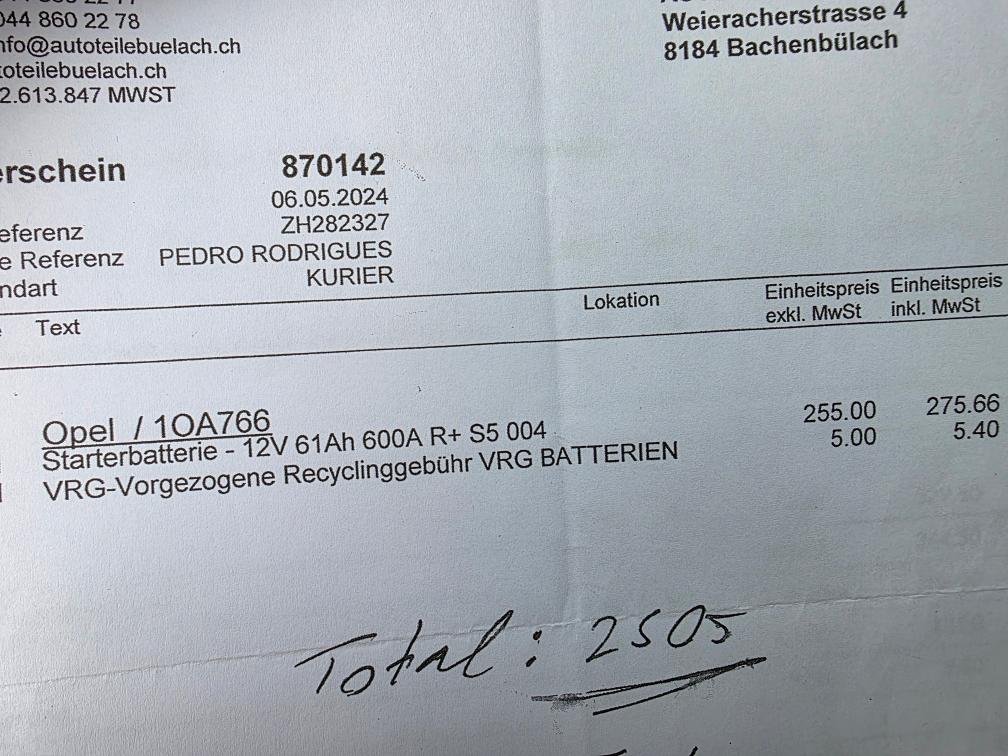 044 860 22 78
nfo@autoteilebuelach.ch
toteilebuelach.ch
2.613.847 MWST
Weieracherstrasse 4
8184 Bachenbülach
erschein 870142
06.05.2024
eferenz ZH282327
e Referenz PEDRO RODRIGUES
ndart KURIER
Text Lokation Einheitspreis exkl. MwSt Einheitspreis inkl. MwSt
Opel / 1OA766
Starterbatterie - 12V 61Ah 600A R+ S5 004 255.00 275.66
VRG-Vorgezogene Recyclinggebühr VRG BATTERIEN 5.00 5.40
Total: 2505